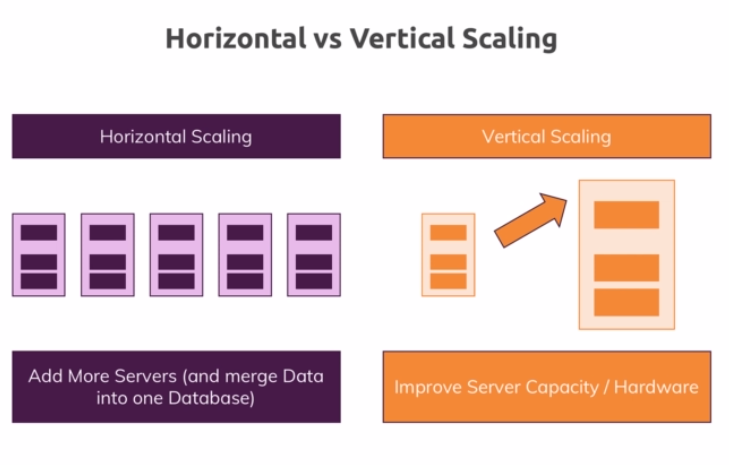 Horizontal vs Vertical Scaling
Horizontal Scaling
Vertical Scaling
Add More Servers (and merge Data
into one Database)
Improve Server Capacity / Hardware